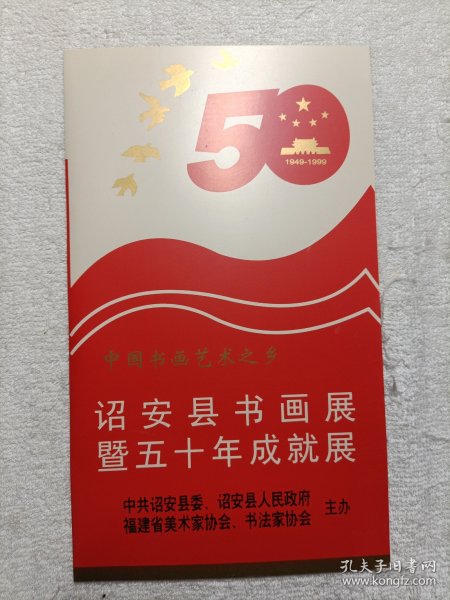 50
1949-1999
中国书画艺术之乡
诏安县书画展
暨五十年成就展
中共诏安县委、诏安县人民政府
福建省美术家协会、书法家协会
主办
孔夫子旧书网
www.kongfz.com